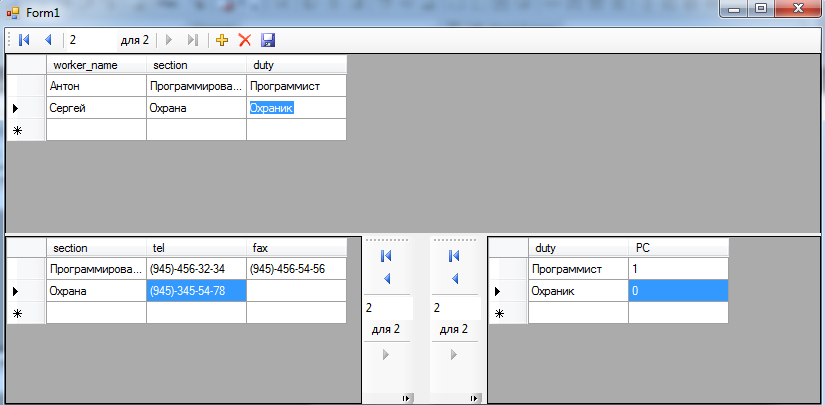 Form1
2 для 2
worker_name section duty
Антон Программирова... Программист
Сергей Охрана Охраник
section tel fax
Программирова... (945)-456-32-34 (945)-456-54-56
Охрана (945)-345-54-78
2
для 2
2
для 2
duty PC
Программист 1
Охраник 0